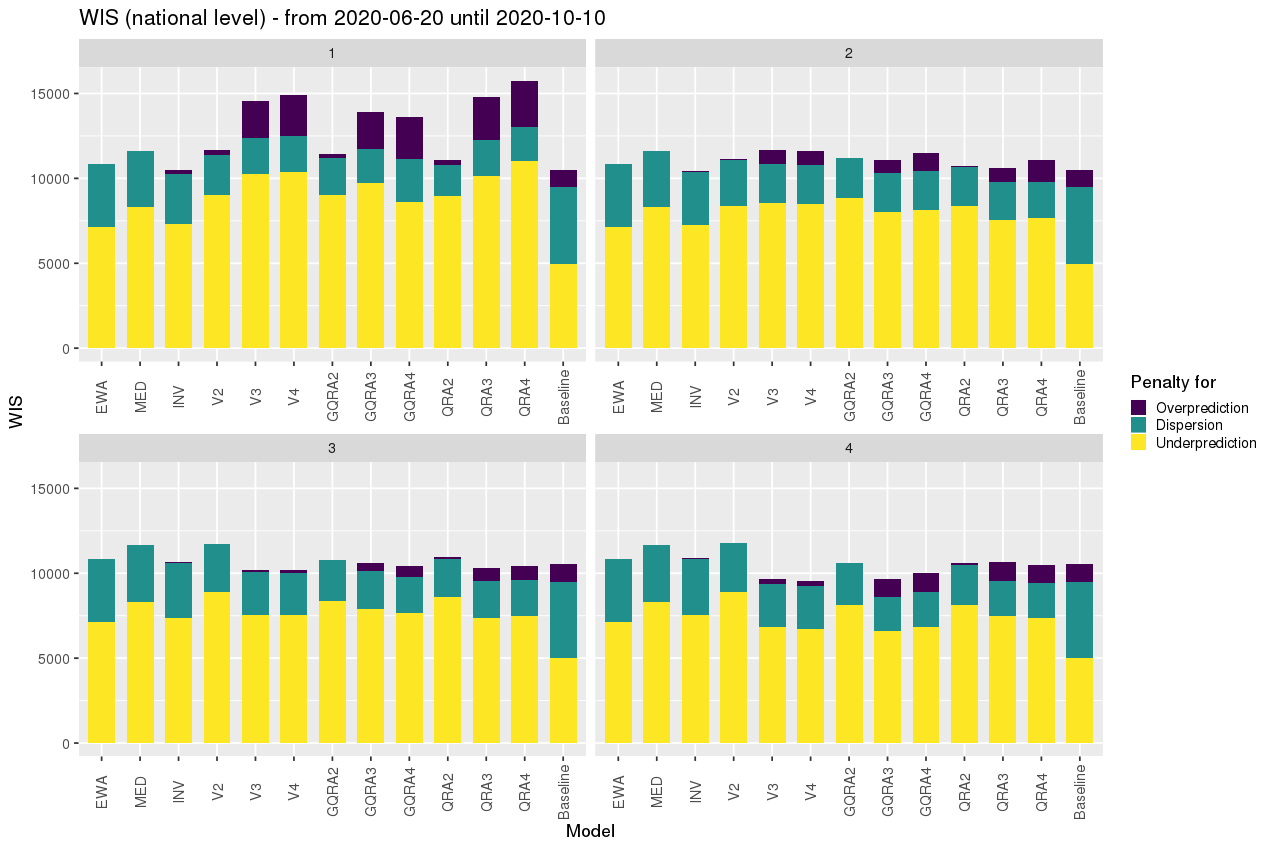 WIS (national level) - from 2020-06-20 until 2020-10-10
1
2
15000
10000
5000
0
EWA
MED
INV
V2
V3
V4
GQRA2
GQRA3
GQRA4
QRA2
QRA3
QRA4
Baseline
EWA
MED
INV
V2
V3
V4
GQRA2
GQRA3
GQRA4
QRA2
QRA3
QRA4
Baseline
WIS
Penalty for
Overprediction
Dispersion
Underprediction
3
4
15000
10000
5000
0
EWA
MED
INV
V2
V3
V4
GQRA2
GQRA3
GQRA4
QRA2
QRA3
QRA4
Baseline
EWA
MED
INV
V2
V3
V4
GQRA2
GQRA3
GQRA4
QRA2
QRA3
QRA4
Baseline
Model